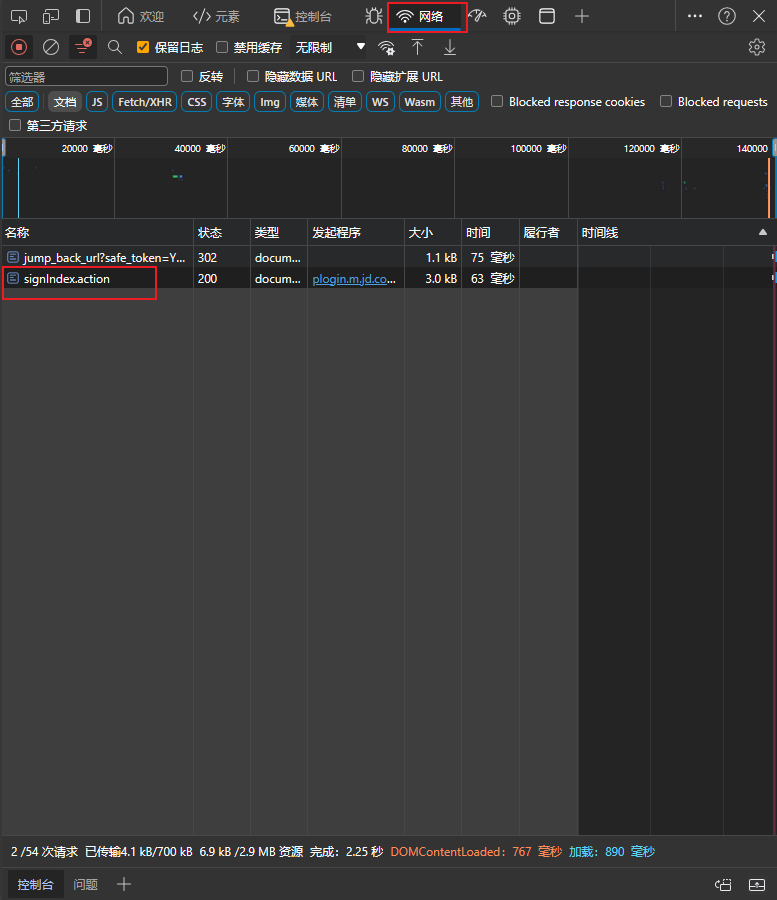 欢迎 元素 控制台 网络
保留日志 禁用缓存 无限制
筛选器 反转 隐藏数据 URL 隐藏扩展 URL
全部 文档 JS Fetch/XHR CSS 字体 Img 媒体 清单 WS Wasm 其他 Blocked response cookies Blocked requests
第三方请求
20000 毫秒 40000 毫秒 60000 毫秒 80000 毫秒 100000 毫秒 120000 毫秒 140000
名称 状态 类型 发起程序 大小 时间 履行者 时间线
jump_back_url?safe_token=Y... 302 docum... 1.1 kB 75 毫秒
signIndex.action 200 docum... plogin.m.jd.co... 3.0 kB 63 毫秒
2 /54 次请求 已传输4.1 kB/700 kB 6.9 kB /2.9 MB 资源 完成：2.25 秒 DOMContentLoaded：767 毫秒 加载：890 毫秒
控制台 问题